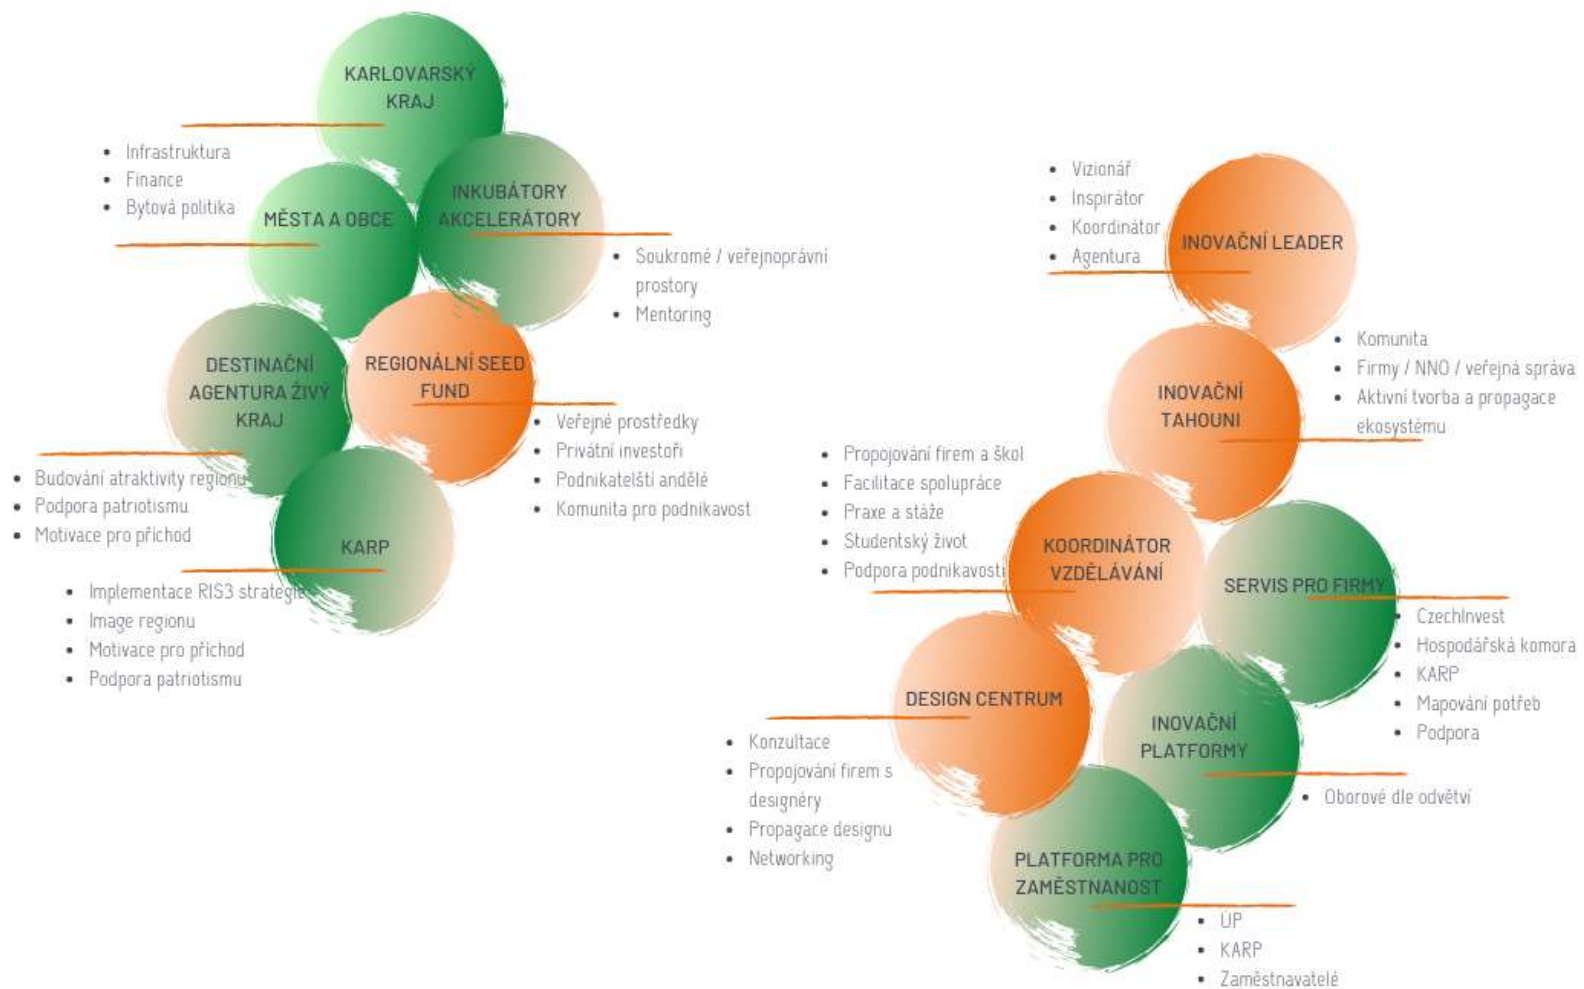 KARLOVARSKÝ
KRAJ
• Infrastruktura
• Finance
• Bytová politika
MĚSTA A OBCE
INKUBÁTORY
AKCELERÁTORY
• Soukromé / veřejnoprávní
prostory
• Mentoring
DESTINAČNÍ
AGENTURA ŽIVÝ
KRAJ
• Budování atraktivity regionu
• Podpora patriotismu
• Motivace pro příchod
REGIONÁLNÍ SEED
FUND
• Veřejné prostředky
• Privátní investoři
• Podnikatelští andělé
• Komunita pro podnikavost
KARP
• Implementace RIS3 strategie
• Image regionu
• Motivace pro příchod
• Podpora patriotismu
• Vizionář
• Inspirátor
• Koordinátor
• Agentura
INOVAČNÍ LEADER
INOVAČNÍ
TAHOUNI
• Komunita
• Firmy / NNO / veřejná správa
• Aktivní tvorba a propagace
ekosystému
• Propojování firem a škol
• Facilitace spolupráce
• Praxe a stáže
• Studentský život
• Podpora podnikavosti
KOORDINÁTOR
VZDĚLÁVÁNÍ
SERVIS PRO FIRMY
• CzechInvest
• Hospodářská komora
• KARP
• Mapování potřeb
• Podpora
DESIGN CENTRUM
• Konzultace
• Propojování firem s
designéry
• Propagace designu
• Networking
INOVAČNÍ
PLATFORMY
• Oborové dle odvětví
PLATFORMA PRO
ZAMĚSTNANOST
• ÚP
• KARP
• Zaměstnavatelé